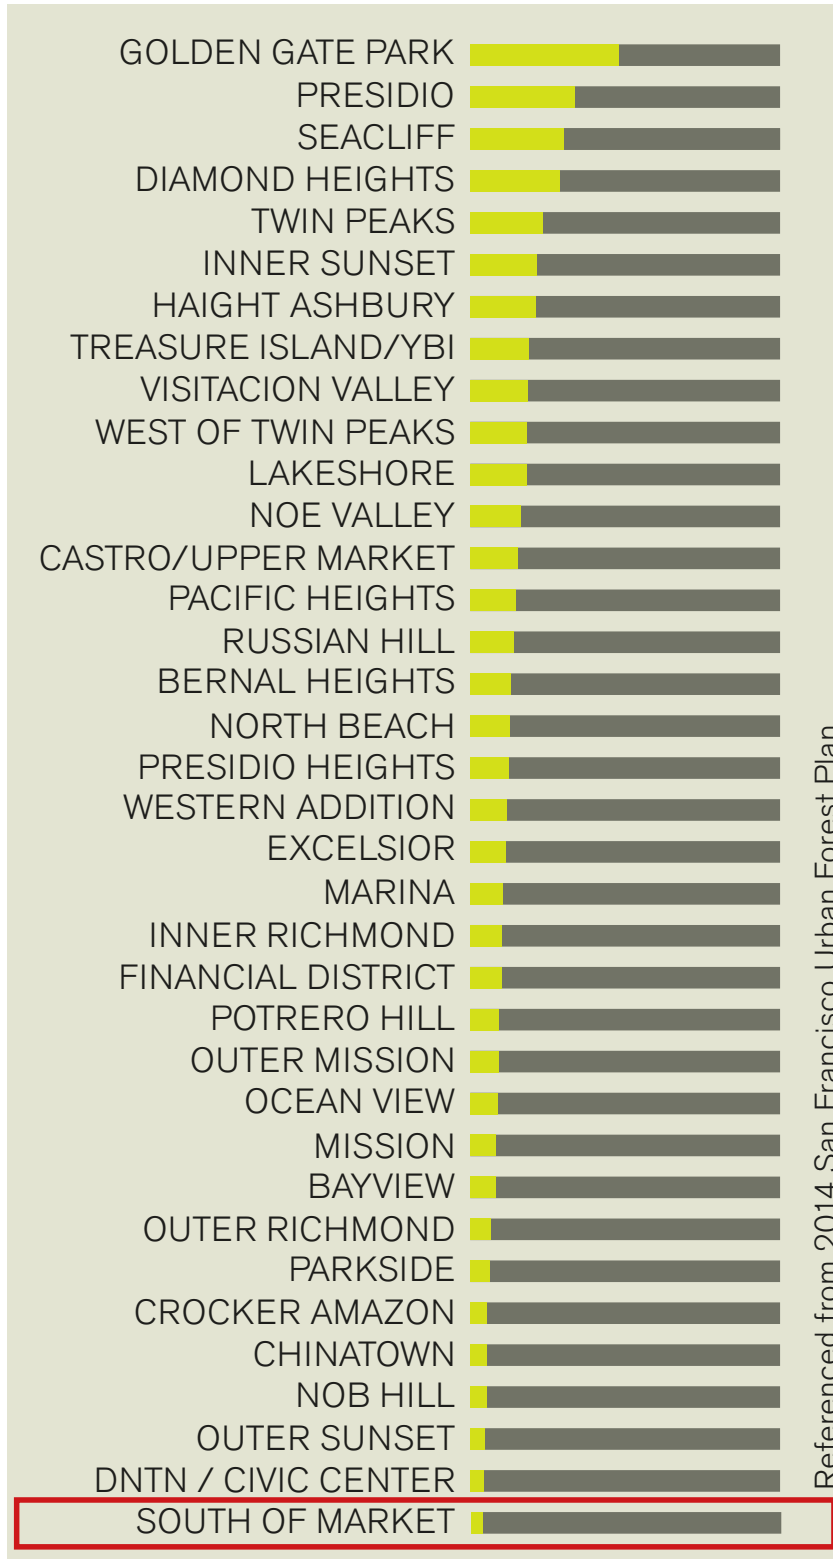 GOLDEN GATE PARK
PRESIDIO
SEACLIFF
DIAMOND HEIGHTS
TWIN PEAKS
INNER SUNSET
HAIGHT ASHBURY
TREASURE ISLAND/YBI
VISITACION VALLEY
WEST OF TWIN PEAKS
LAKESHORE
NOE VALLEY
CASTRO/UPPER MARKET
PACIFIC HEIGHTS
RUSSIAN HILL
BERNAL HEIGHTS
NORTH BEACH
PRESIDIO HEIGHTS
WESTERN ADDITION
EXCELSIOR
MARINA
INNER RICHMOND
FINANCIAL DISTRICT
POTRERO HILL
OUTER MISSION
OCEAN VIEW
MISSION
BAYVIEW
OUTER RICHMOND
PARKSIDE
CROCKER AMAZON
CHINATOWN
NOB HILL
OUTER SUNSET
DNTN / CIVIC CENTER
SOUTH OF MARKET
Referenced from 2014 San Francisco Urban Forest Plan